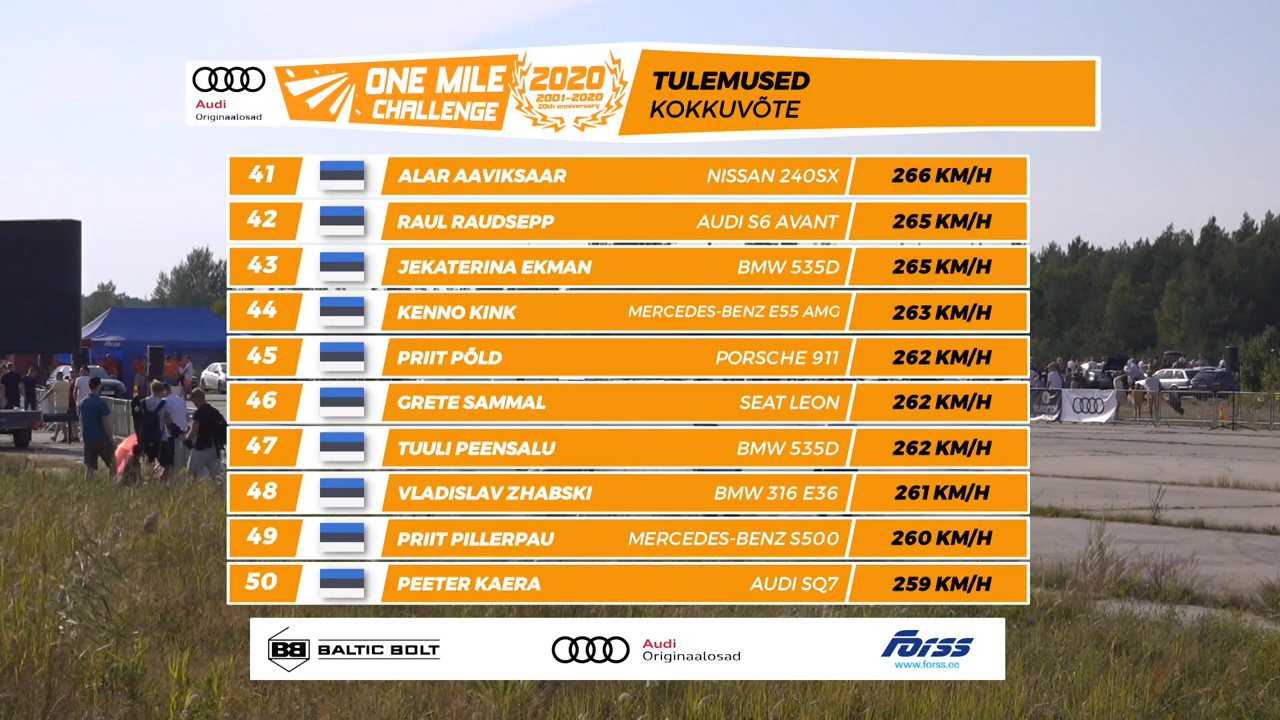 Audi
Originaalosad
ONE MILE
CHALLENGE
2020
2001-2020
20th anniversary
TULEMUSED
KOKKUVÕTE
41 ALAR AAVIKSAAR NISSAN 240SX 266 KM/H
42 RAUL RAUDSEPP AUDI S6 AVANT 265 KM/H
43 JEKATERINA EKMAN BMW 535D 265 KM/H
44 KENNO KINK MERCEDES-BENZ E55 AMG 263 KM/H
45 PRIIT PÕLD PORSCHE 911 262 KM/H
46 GRETE SAMMAL SEAT LEON 262 KM/H
47 TUULI PEENSALU BMW 535D 262 KM/H
48 VLADISLAV ZHABSKI BMW 316 E36 261 KM/H
49 PRIIT PILLERPAU MERCEDES-BENZ S500 260 KM/H
50 PEETER KAERA AUDI SQ7 259 KM/H
BB BALTIC BOLT
Audi
Originaalosad
Forss
www.forss.ee